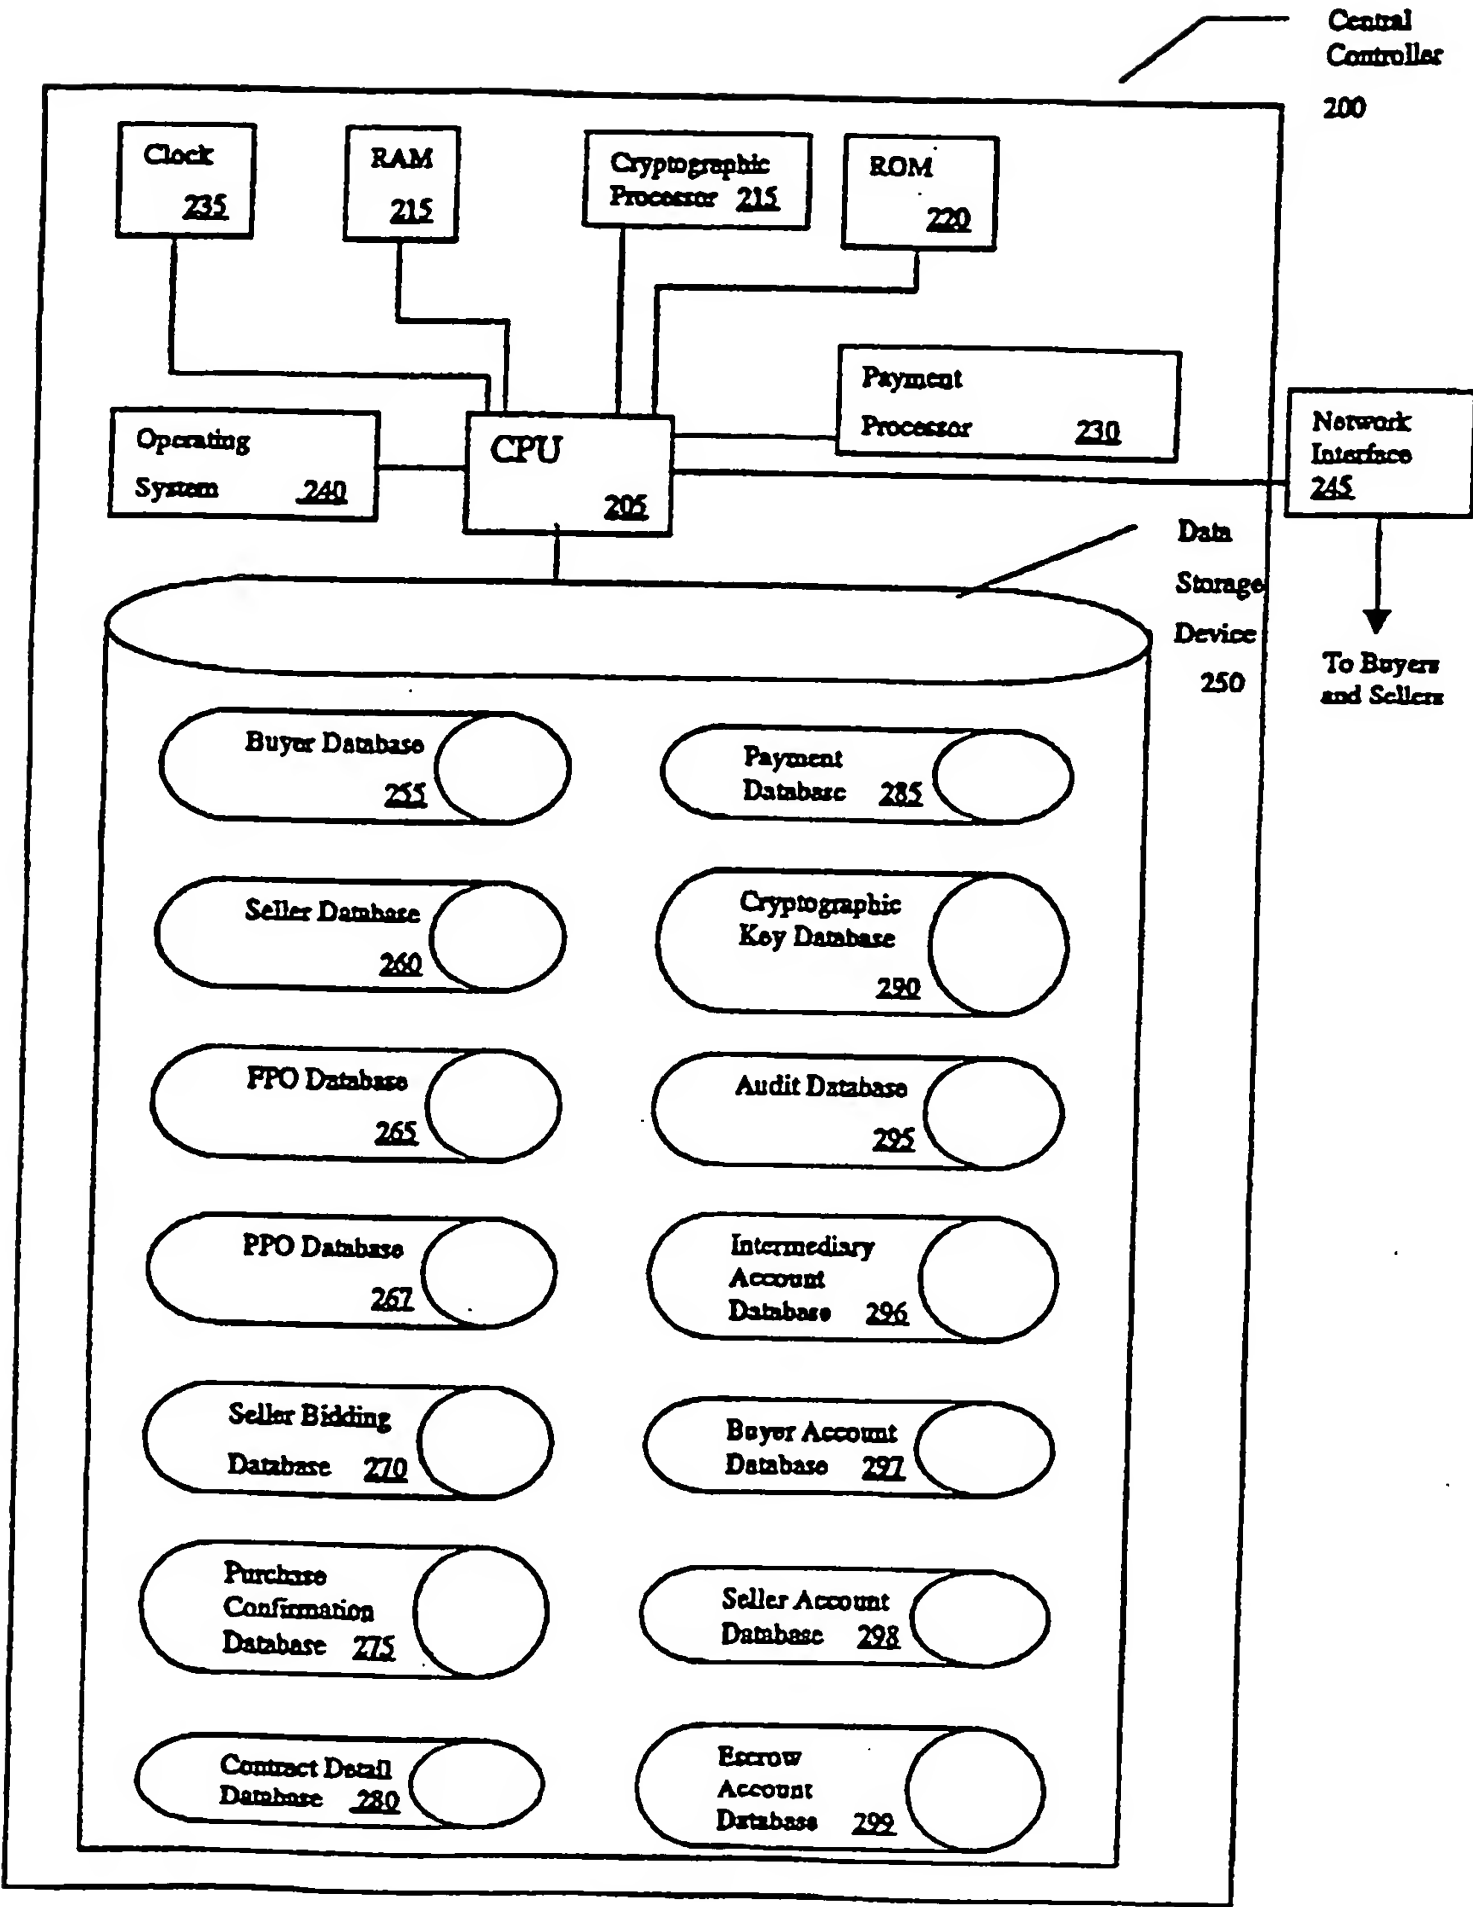 Central
Controller
200
Clock
235
RAM
215
Cryptographic
Processor 215
ROM
220
Payment
Processor 230
Operating
System 240
CPU
205
Network
Interface
245
Data
Storage
Device
250
To Buyers
and Sellers
Buyer Database
255
Payment
Database 285
Seller Database
260
Cryptographic
Key Database
290
FPO Database
265
Audit Database
295
PPO Database
267
Intermediary
Account
Database 296
Seller Bidding
Database 270
Buyer Account
Database 297
Purchase
Confirmation
Database 275
Seller Account
Database 298
Contract Detail
Database 280
Escrow
Account
Database 299